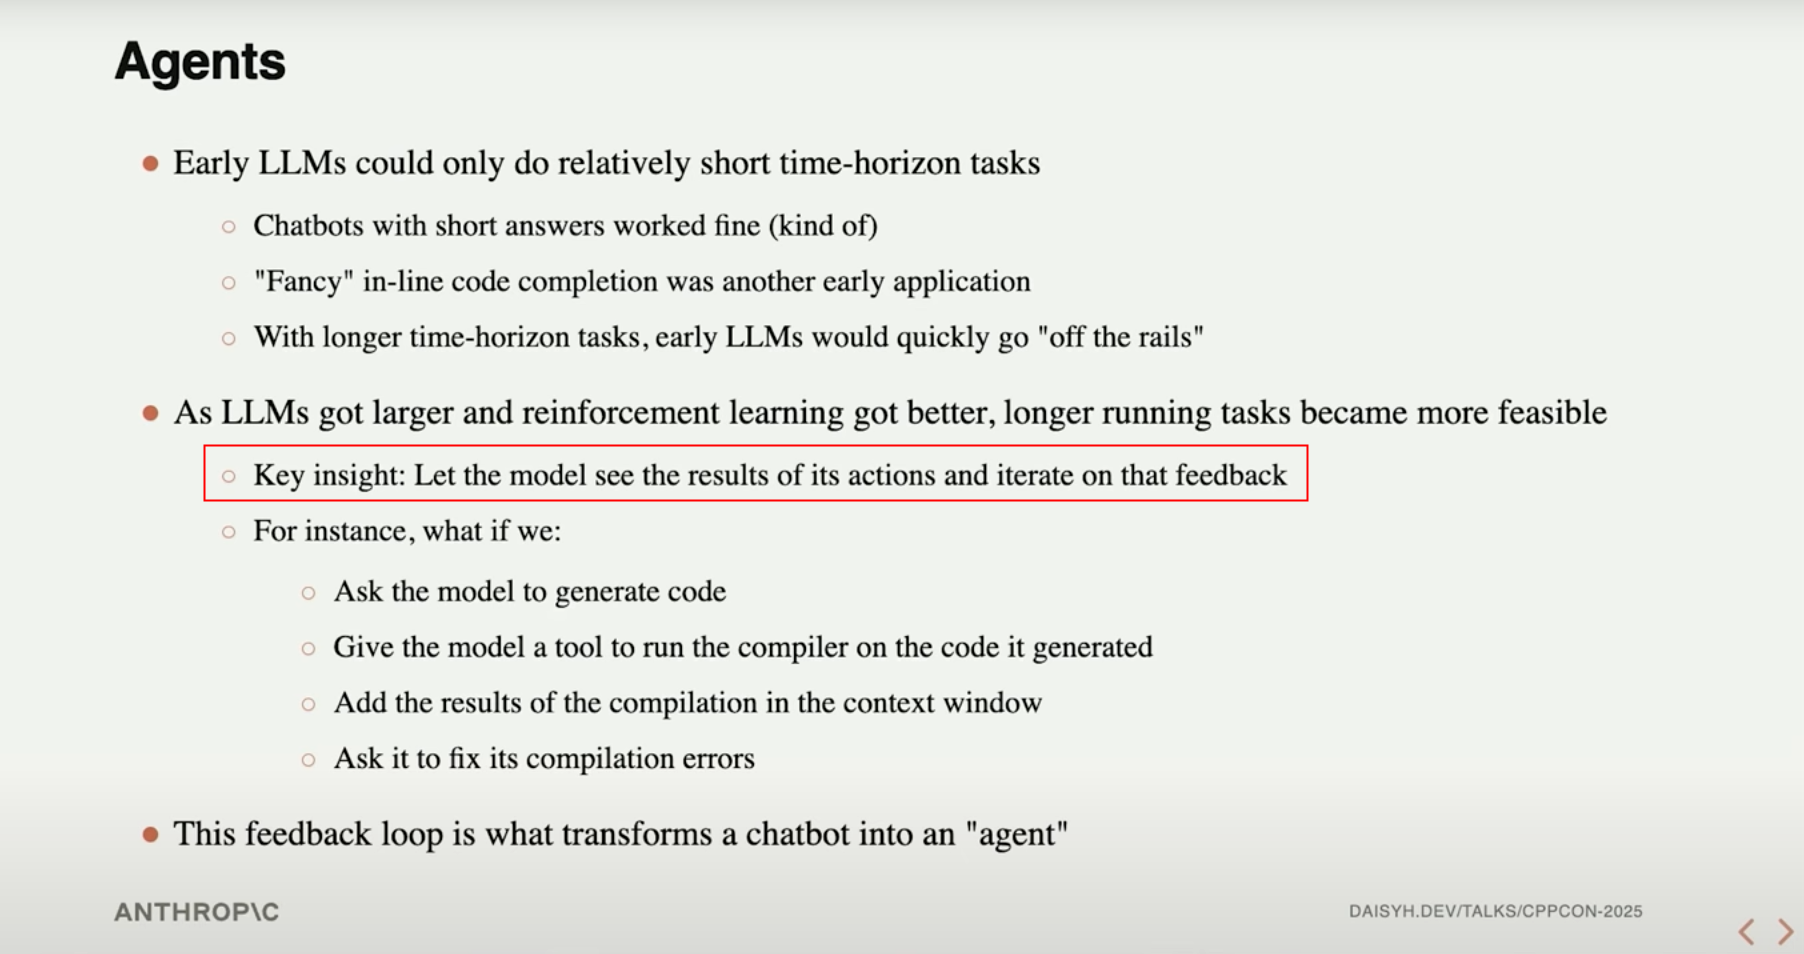 Agents
Early LLMs could only do relatively short time-horizon tasks
Chatbots with short answers worked fine (kind of)
"Fancy" in-line code completion was another early application
With longer time-horizon tasks, early LLMs would quickly go "off the rails"
As LLMs got larger and reinforcement learning got better, longer running tasks became more feasible
Key insight: Let the model see the results of its actions and iterate on that feedback
For instance, what if we:
Ask the model to generate code
Give the model a tool to run the compiler on the code it generated
Add the results of the compilation in the context window
Ask it to fix its compilation errors
This feedback loop is what transforms a chatbot into an "agent"
ANTHROP\C
DAISYH.DEV/TALKS/CPPCON-2025